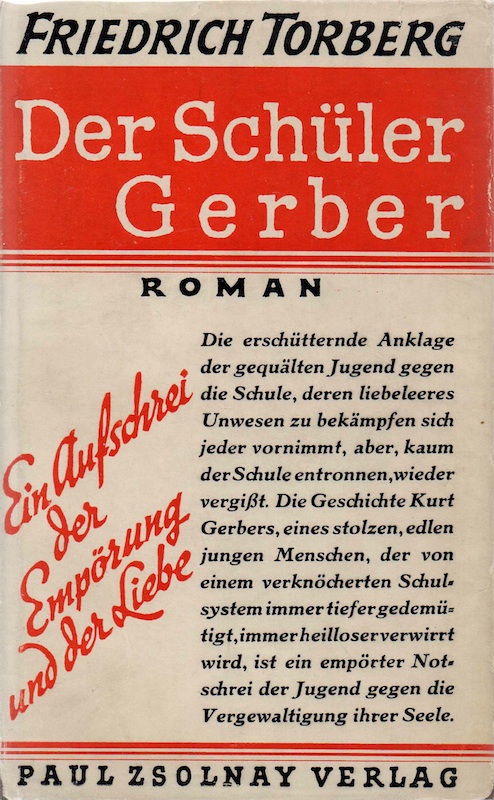 FRIEDRICH TORBERG
Der Schüler
Gerber
ROMAN
Die erschütternde Anklage
der gequälten Jugend gegen
die Schule, deren liebeleeres
Unwesen zu bekämpfen sich
jeder vornimmt, aber, kaum
der Schule entronnen, wieder
vergißt. Die Geschichte Kurt
Gerbers, eines stolzen, edlen
jungen Menschen, der von
einem verknöcherten Schul-
system immer tiefer gedemü-
tigt, immer heilloser verwirrt
wird, ist ein empörter Not-
schrei der Jugend gegen die
Vergewaltigung ihrer Seele.
Ein Aufschrei
der
Empörung
und der Liebe
PAUL ZSOLNAY VERLAG